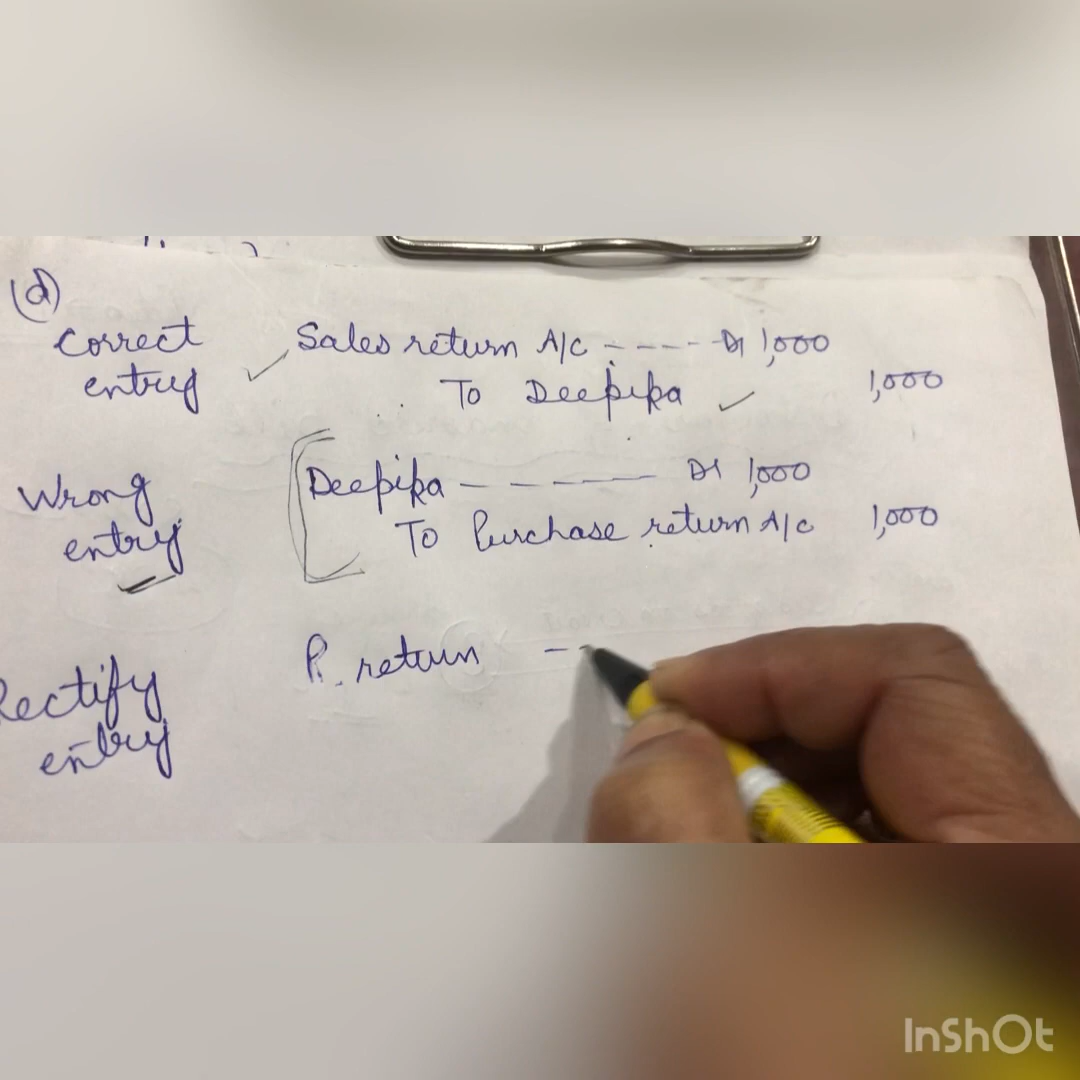 (d)
Correct entry Sales return A/c ----- Dr 1,000
To Deepika 1,000
Wrong entry Deepika ------ Dr 1,000
To Purchase return A/c 1,000
Rectify entry P. return --
InShOt